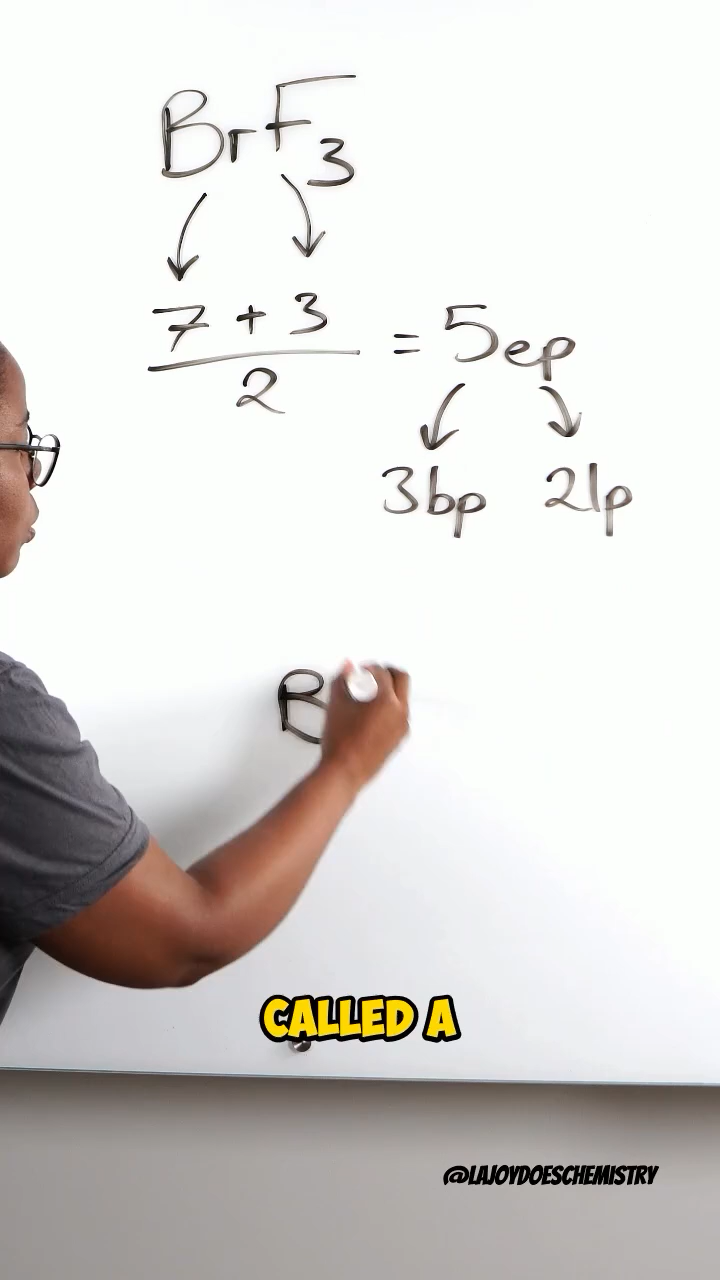 BrF₃
7 + 3
= 5ep
2
3bp 2lp
B
CALLED A
@LAJOYDOESCHEMISTRY